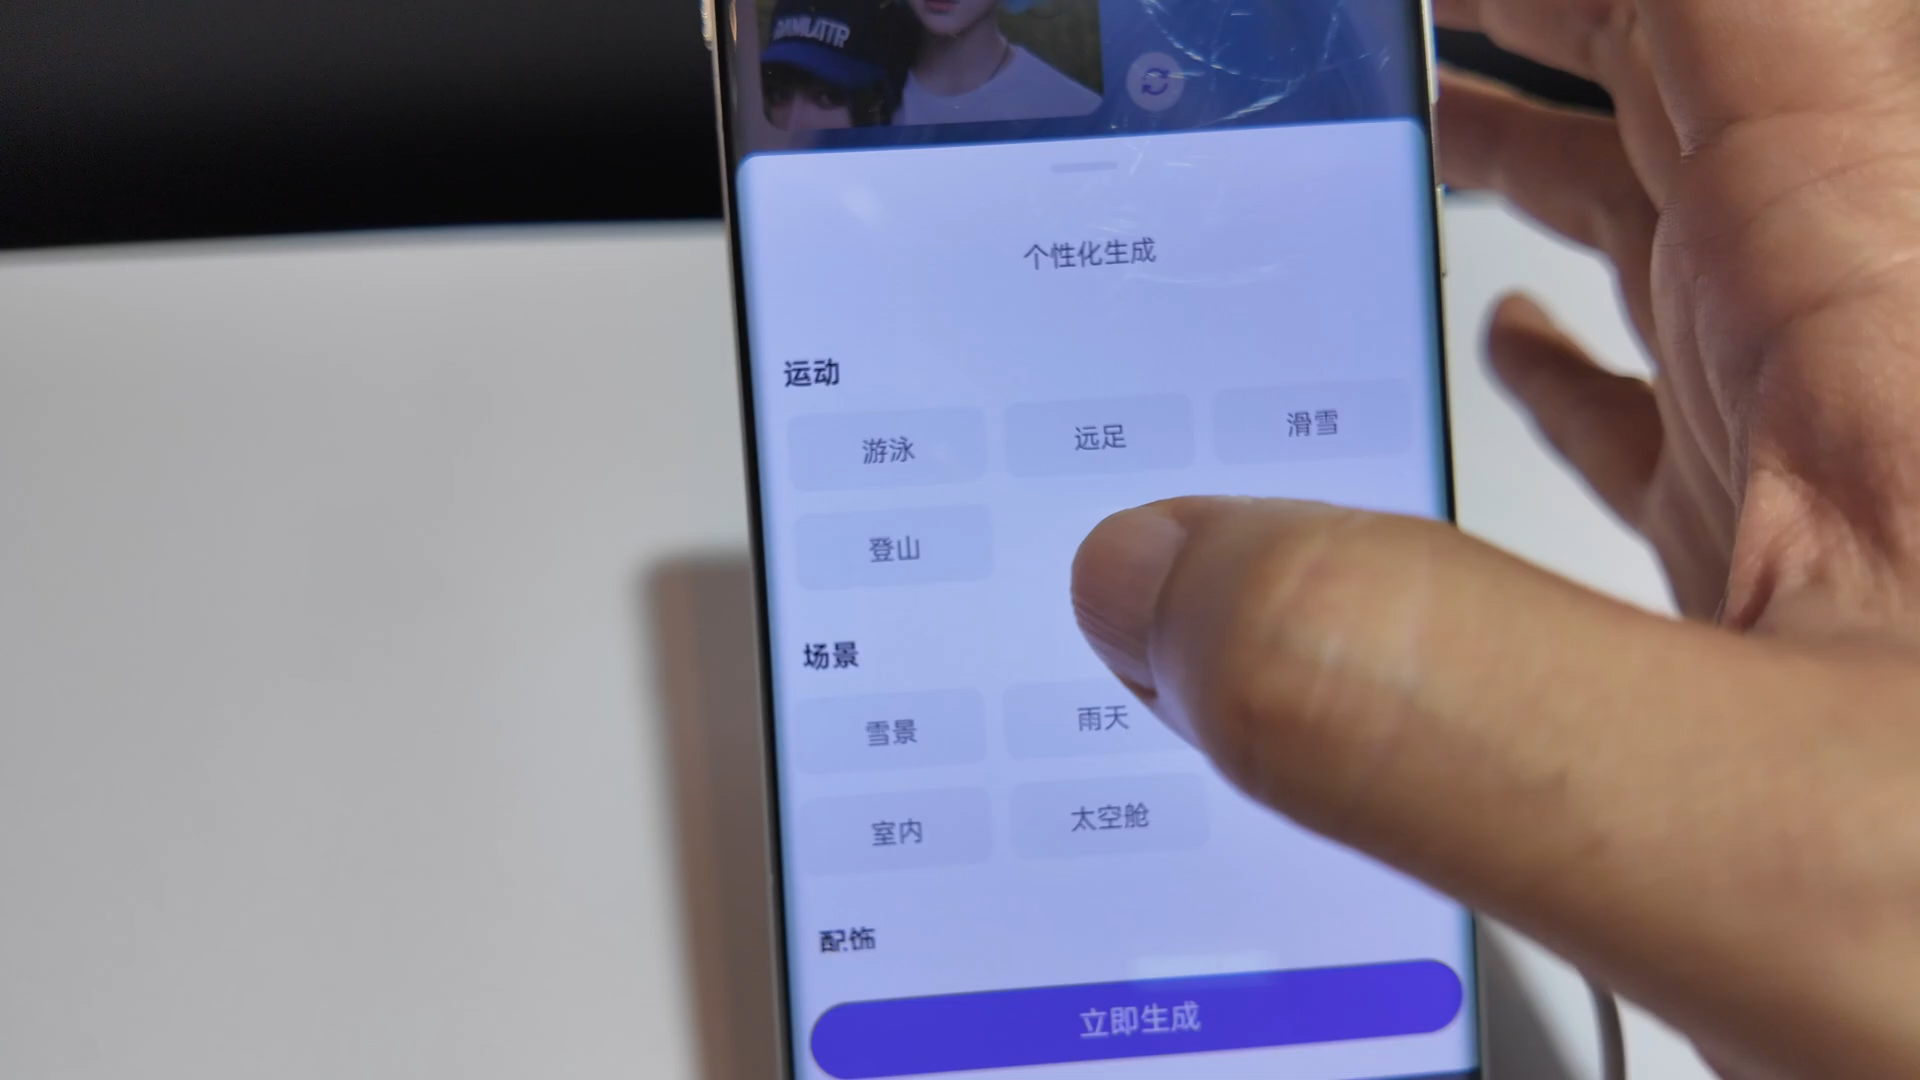 个性化生成
运动
游泳 远足 滑雪
登山
场景
雪景 雨天
室内 太空舱
配饰
立即生成